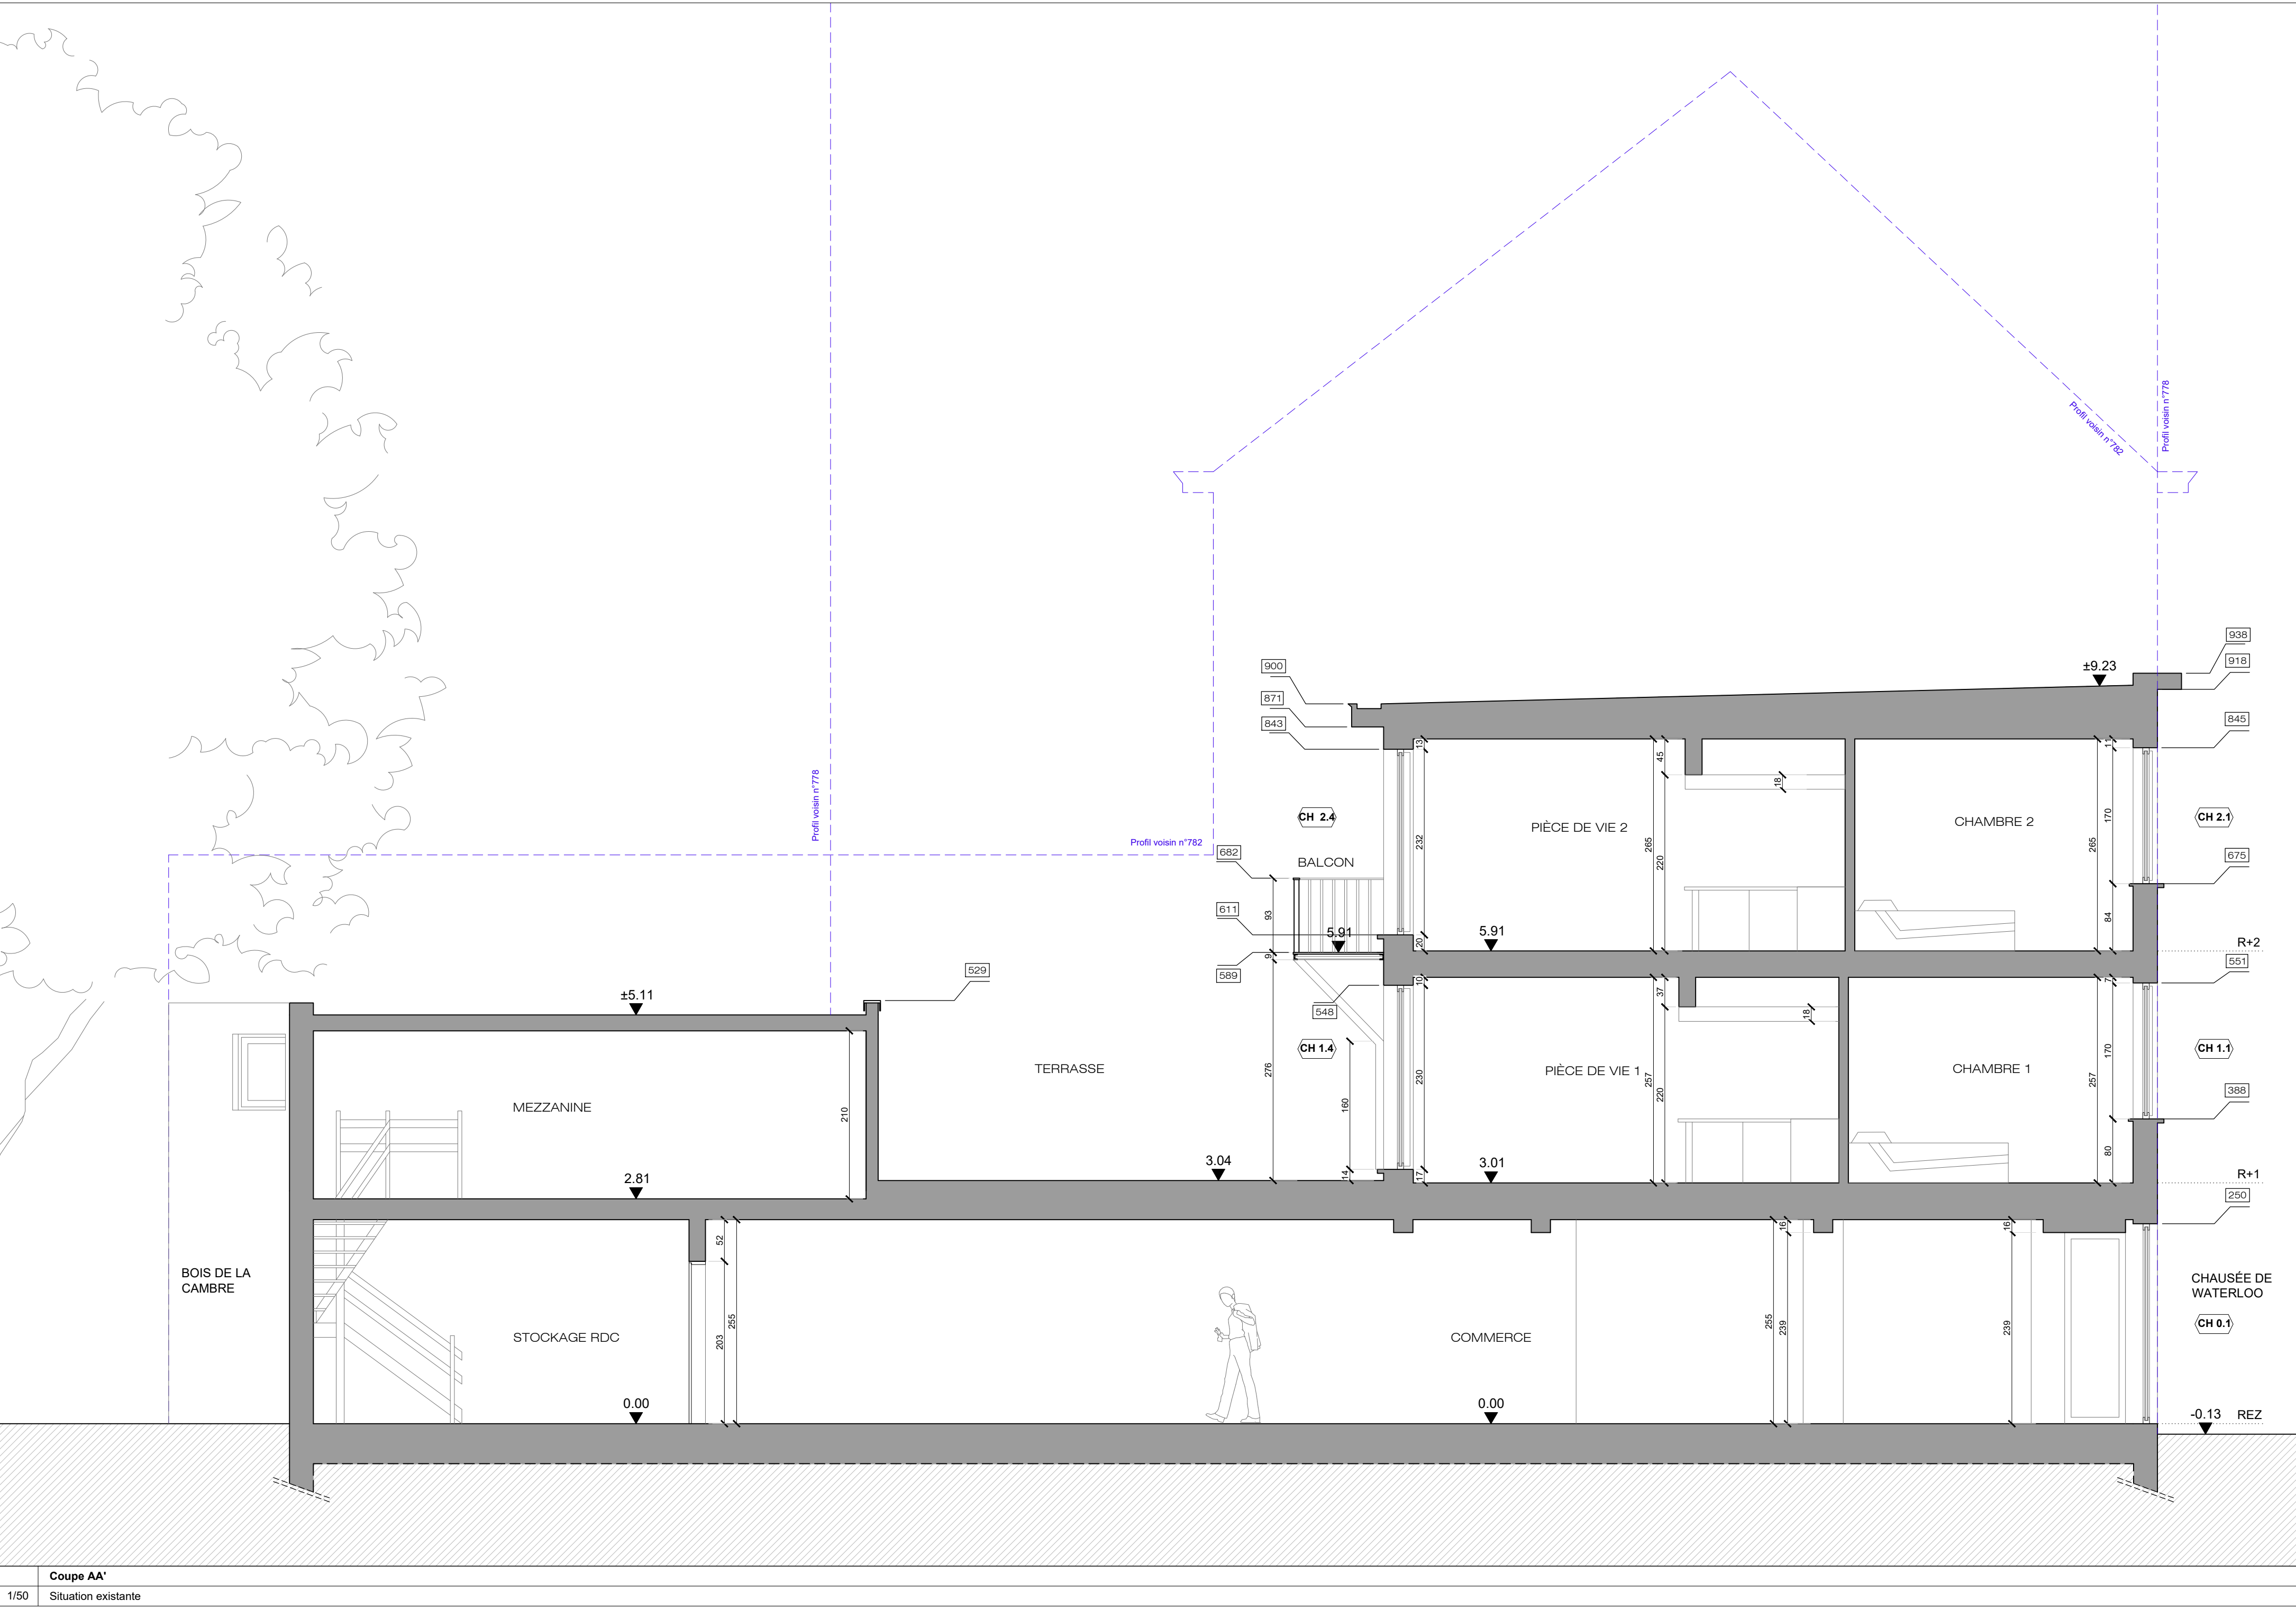 Profil voisin n°778
Profil voisin n°782
938
±9.23
918
900
871
843
845
13
45
18
11
Profil voisin n°778
CH 2.4
232
PIÈCE DE VIE 2
265
220
CHAMBRE 2
265
170
CH 2.1
Profil voisin n°782
682
BALCON
675
93
611
5.91
5.91
20
84
R+2
9
589
551
529
±5.11
548
10
37
18
7
CH 1.4
CH 1.1
TERRASSE
276
160
230
PIÈCE DE VIE 1
257
220
CHAMBRE 1
257
170
388
MEZZANINE
210
80
3.04
3.01
14
17
R+1
2.81
250
52
16
16
BOIS DE LA
CAMBRE
CHAUSÉE DE
WATERLOO
STOCKAGE RDC
203
255
COMMERCE
255
239
239
CH 0.1
0.00
0.00
-0.13
REZ
Coupe AA'
1/50
Situation existante